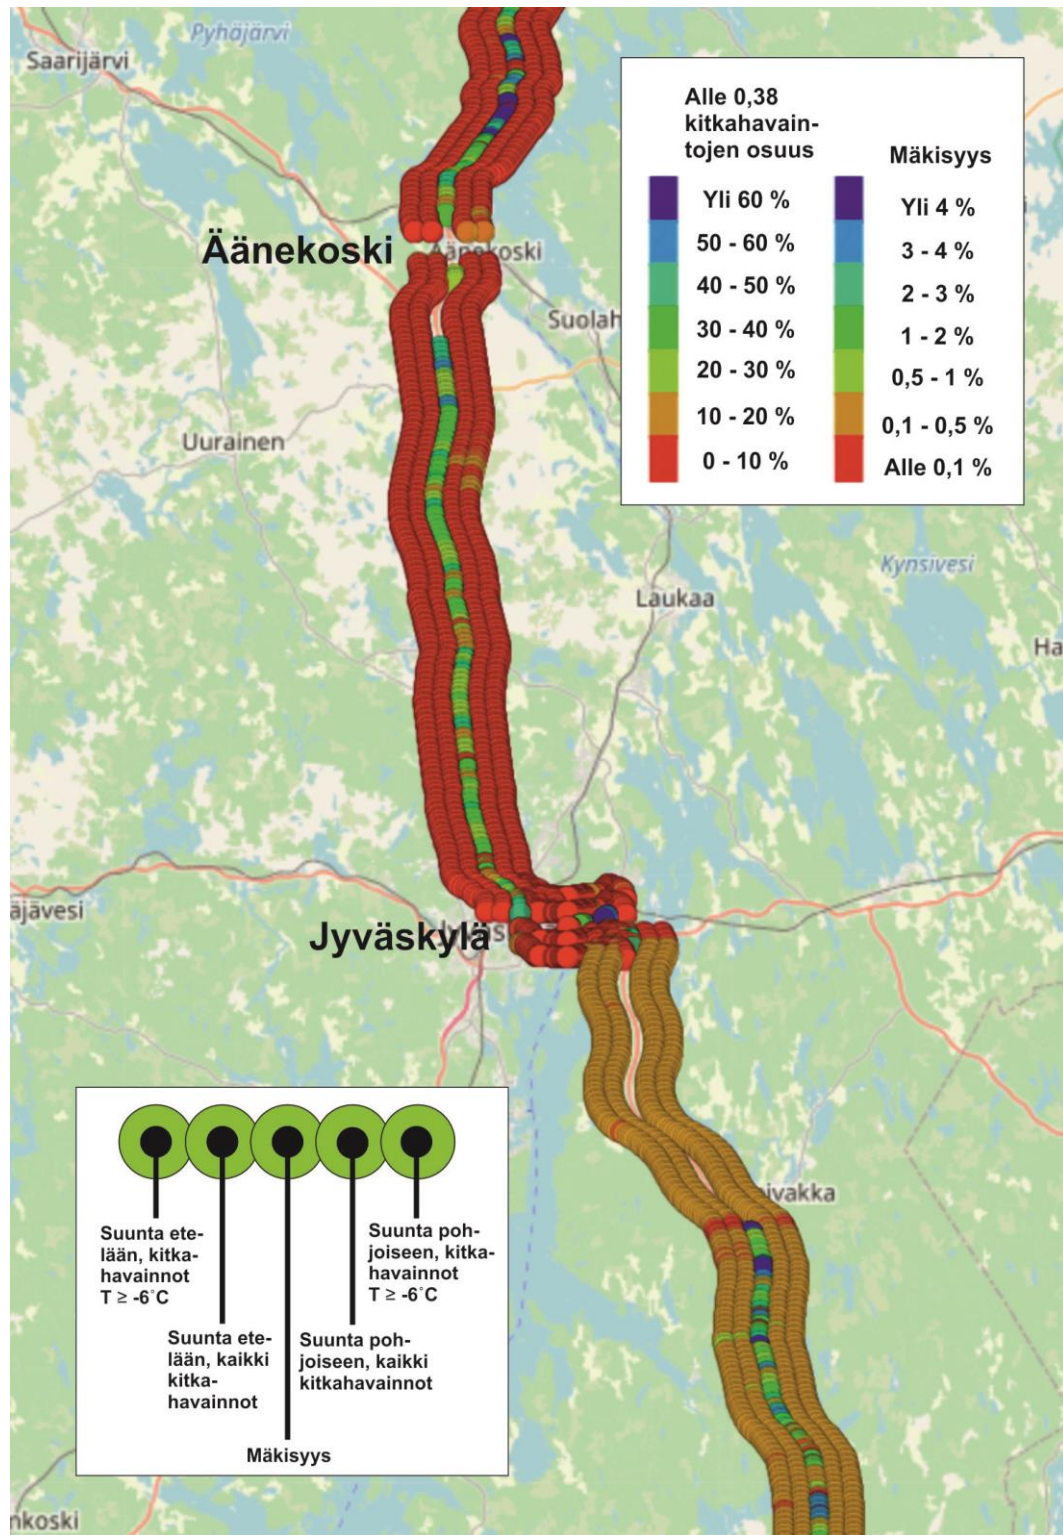 Pyhäjärvi
Saarijärvi
Alle 0,38
kitkahavain-
tojen osuus
Mäkisyys
Yli 60 %
Yli 4 %
50 - 60 %
3 - 4 %
40 - 50 %
2 - 3 %
30 - 40 %
1 - 2 %
20 - 30 %
0,5 - 1 %
10 - 20 %
0,1 - 0,5 %
0 - 10 %
Alle 0,1 %
Äänekoski
Äänekoski
Suolah
Uurainen
Kynsivesi
Laukaa
Ha
äjävesi
Jyväskylä
ivakka
Suunta ete-
lään, kitka-
havainnot
T ≥ -6°C
Suunta poh-
joiseen, kitka-
havainnot
T ≥ -6°C
Suunta ete-
lään, kaikki
kitka-
havainnot
Suunta poh-
joiseen, kaikki
kitkahavainnot
Mäkisyys
nkoski